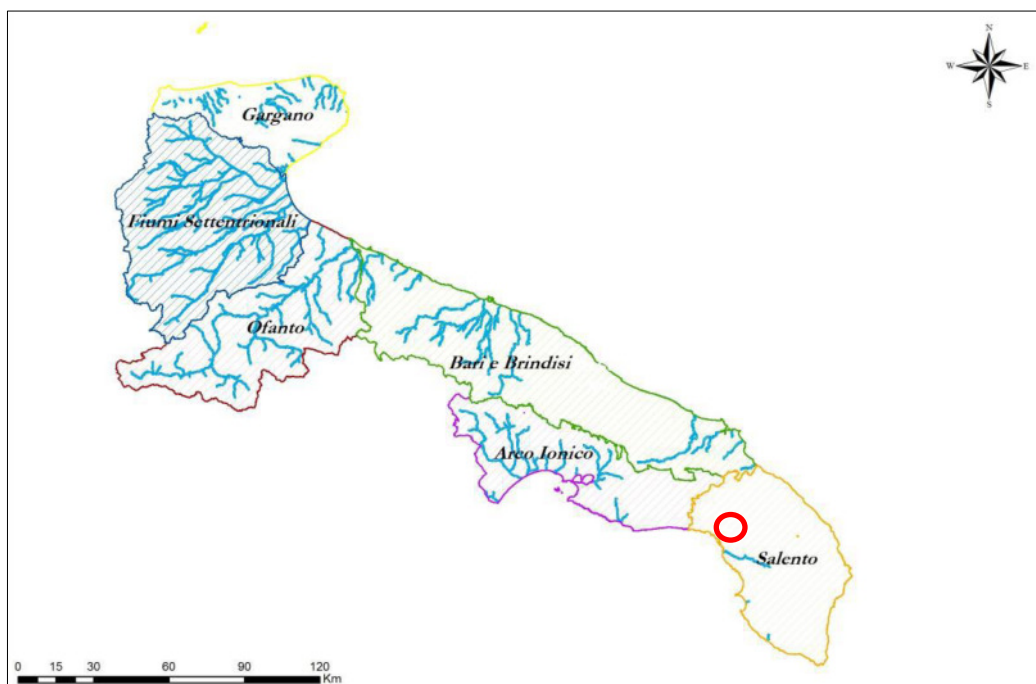 N
W E
S
Gargano
Fiumi Settentrionali
Ofanto
Bari e Brindisi
Arco Ionico
Salento
0 15 30 60 90 120
Km